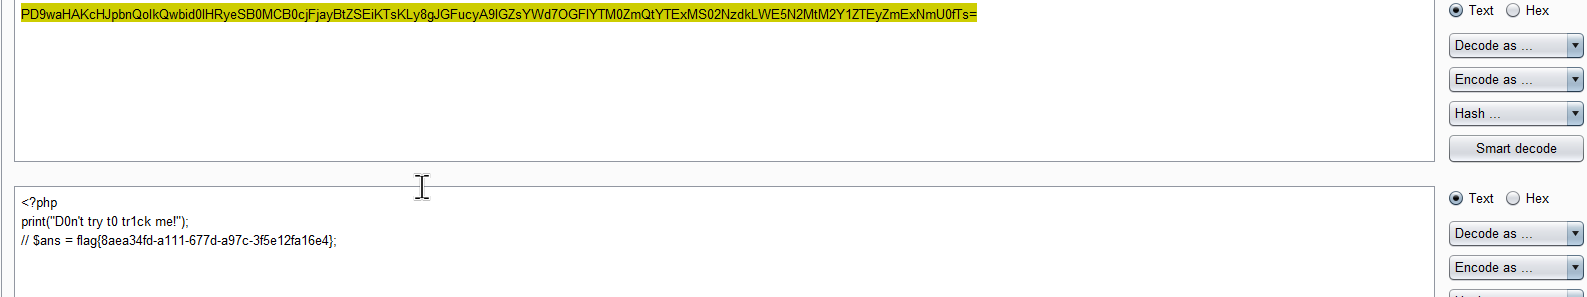 PD9waHAKcHJpbnQoIkQwbid0IHRyeSB0MCB0cjFjayBtZSEiKTsKLy8gJGFucyA9IGZsYWd7OGFlYTM0ZmQtYTExMS02NzdkLWE5N2MtM2Y1ZTEyZmExNmU0fTs=
Text Hex
Decode as ...
Encode as ...
Hash ...
Smart decode
<?php
print("D0n't try t0 tr1ck me!");
// $ans = flag{8aea34fd-a111-677d-a97c-3f5e12fa16e4};
Text Hex
Decode as ...
Encode as ...